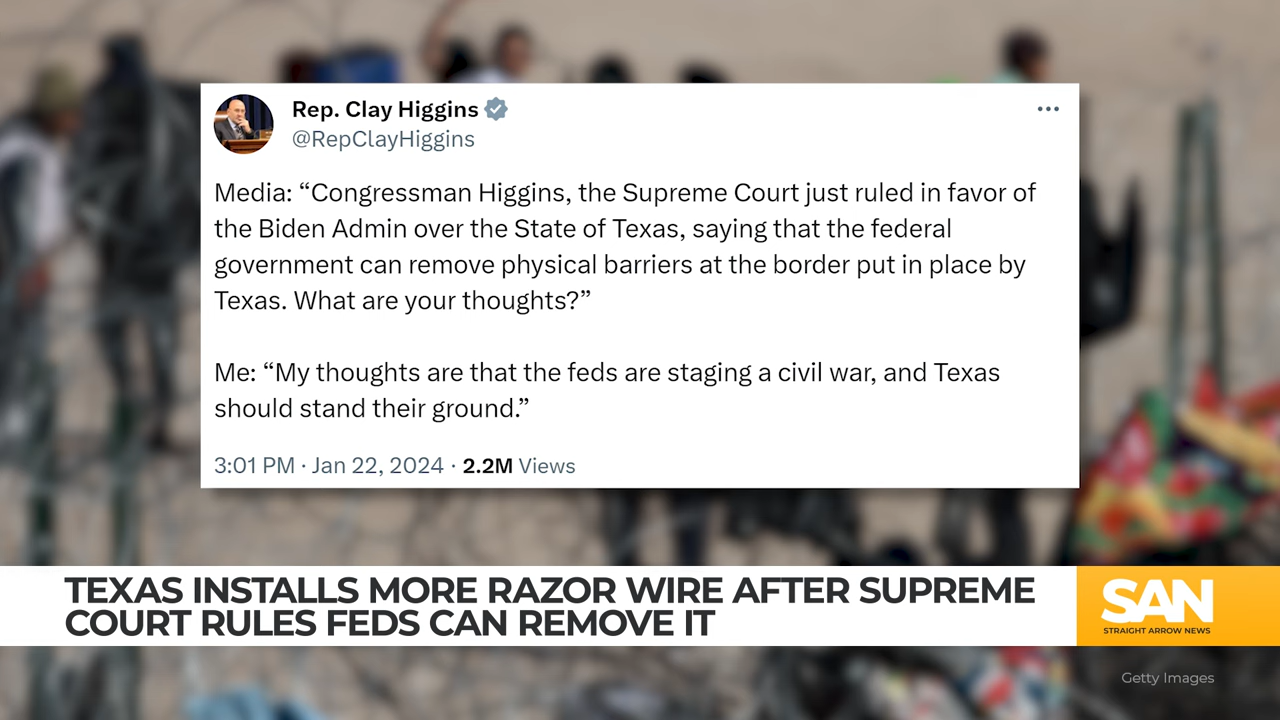 Rep. Clay Higgins
@RepClayHiggins
Media: “Congressman Higgins, the Supreme Court just ruled in favor of
the Biden Admin over the State of Texas, saying that the federal
government can remove physical barriers at the border put in place by
Texas. What are your thoughts?”
Me: “My thoughts are that the feds are staging a civil war, and Texas
should stand their ground.”
3:01 PM · Jan 22, 2024 · 2.2M Views
TEXAS INSTALLS MORE RAZOR WIRE AFTER SUPREME
COURT RULES FEDS CAN REMOVE IT
SAN
STRAIGHT ARROW NEWS
Getty Images